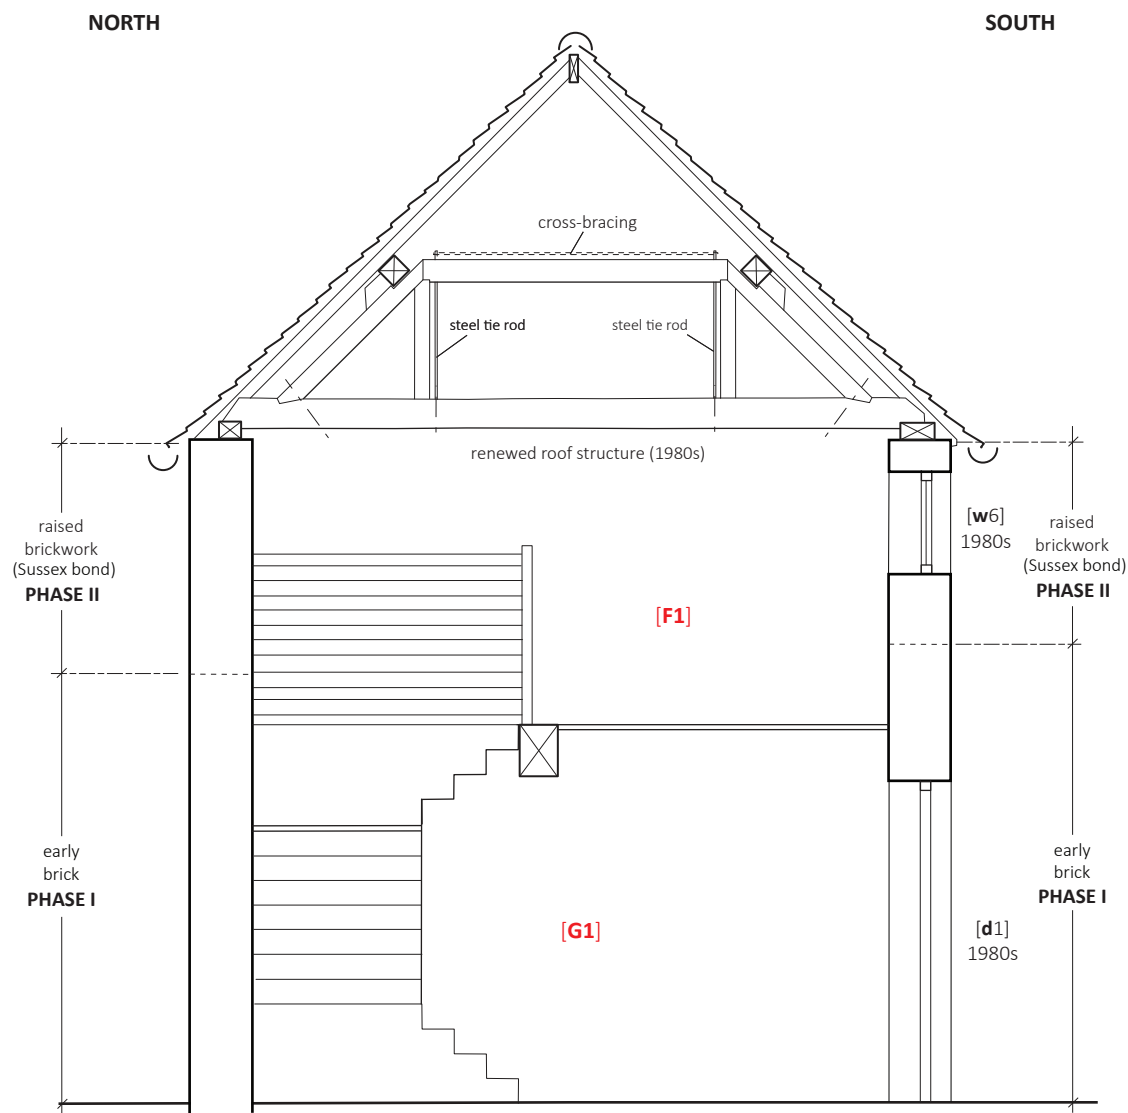 NORTH
SOUTH
cross-bracing
steel tie rod
steel tie rod
renewed roof structure (1980s)
raised
brickwork
(Sussex bond)
PHASE II
[w6]
1980s
raised
brickwork
(Sussex bond)
PHASE II
[F1]
early
brick
PHASE I
early
brick
PHASE I
[G1]
[d1]
1980s